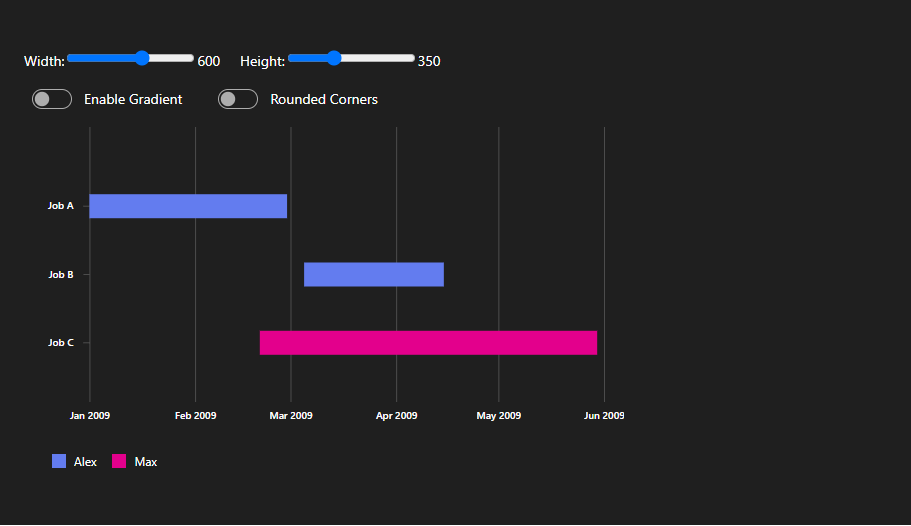 Width: 600 Height: 350
Enable Gradient Rounded Corners
Job A
Job B
Job C
Jan 2009 Feb 2009 Mar 2009 Apr 2009 May 2009 Jun 2009
Alex Max